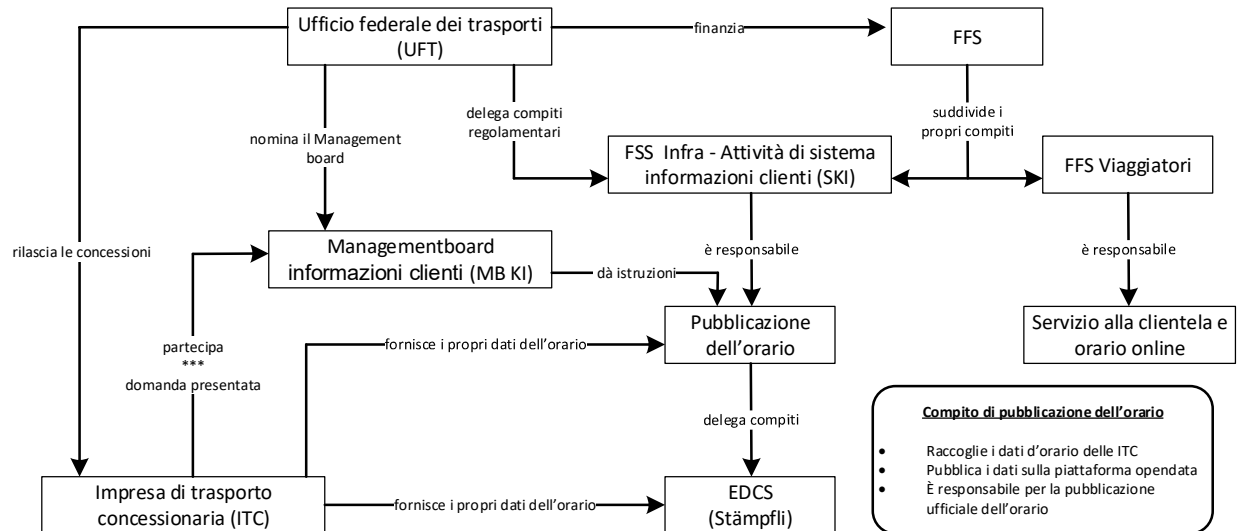 Ufficio federale dei trasporti
(UFT)
finanzia
FFS
delega compiti
regolamentari
suddivide i
propri compiti
nomina il Management
board
FSS Infra - Attività di sistema
informazioni clienti (SKI)
FFS Viaggiatori
rilascia le concessioni
Managementboard
informazioni clienti (MB KI)
è responsabile
è responsabile
dà istruzioni
Pubblicazione
dell'orario
Servizio alla clientela e
orario online
partecipa
***
domanda presentata
fornisce i propri dati dell'orario
delega compiti
Compito di pubblicazione dell'orario
• Raccoglie i dati d'orario delle ITC
• Pubblica i dati sulla piattaforma opendata
• È responsabile per la pubblicazione
ufficiale dell'orario
Impresa di trasporto
concessionaria (ITC)
fornisce i propri dati dell'orario
EDCS
(Stämpfli)